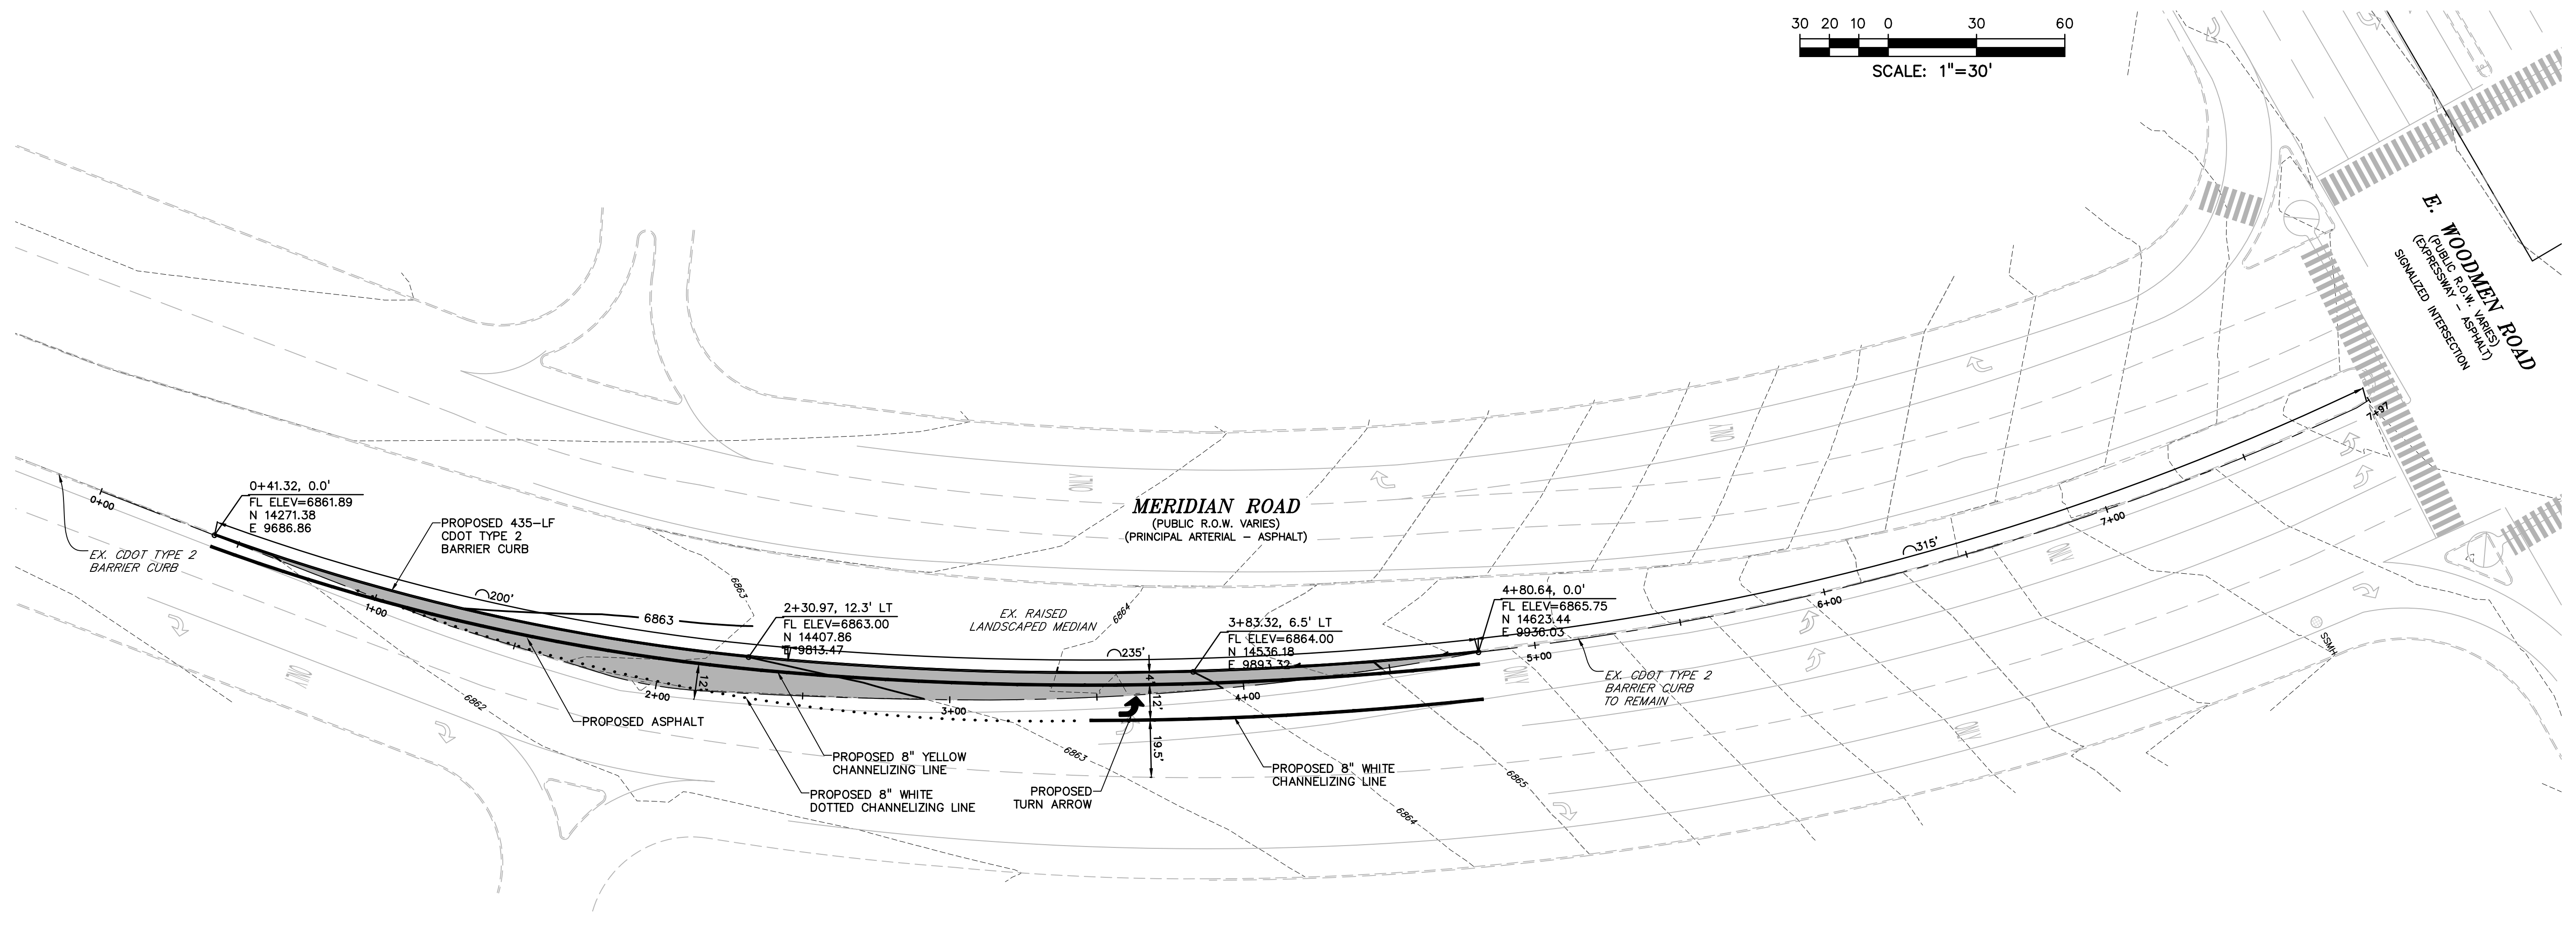 30 20 10 0 30 60
SCALE: 1"=30'
E. WOODMEN ROAD
(PUBLIC R.O.W. VARIES)
(EXPRESSWAY – ASPHALT)
SIGNALIZED INTERSECTION
7+97
0+00
0+41.32, 0.0'
FL ELEV=6861.89
N 14271.38
E 9686.86
PROPOSED 435-LF
CDOT TYPE 2
BARRIER CURB
EX. CDOT TYPE 2
BARRIER CURB
1+00
200'
6863
6863
2+30.97, 12.3' LT
FL ELEV=6863.00
N 14407.86
E 9813.47
ONLY
MERIDIAN ROAD
(PUBLIC R.O.W. VARIES)
(PRINCIPAL ARTERIAL – ASPHALT)
ONLY
EX. RAISED
LANDSCAPED MEDIAN
6864
235'
3+83.32, 6.5' LT
FL ELEV=6864.00
N 14536.18
E 9893.32
4+80.64, 0.0'
FL ELEV=6865.75
N 14623.44
E 9936.03
315'
7+00
6+00
5+00
ONLY
ONLY
EX. CDOT TYPE 2
BARRIER CURB
TO REMAIN
SSMH
ONLY
ONLY
6862
2+00
12'
3+00
4'
12'
19.5'
4+00
PROPOSED ASPHALT
PROPOSED 8" YELLOW
CHANNELIZING LINE
PROPOSED 8" WHITE
DOTTED CHANNELIZING LINE
6863
PROPOSED
TURN ARROW
PROPOSED 8" WHITE
CHANNELIZING LINE
6864
6865